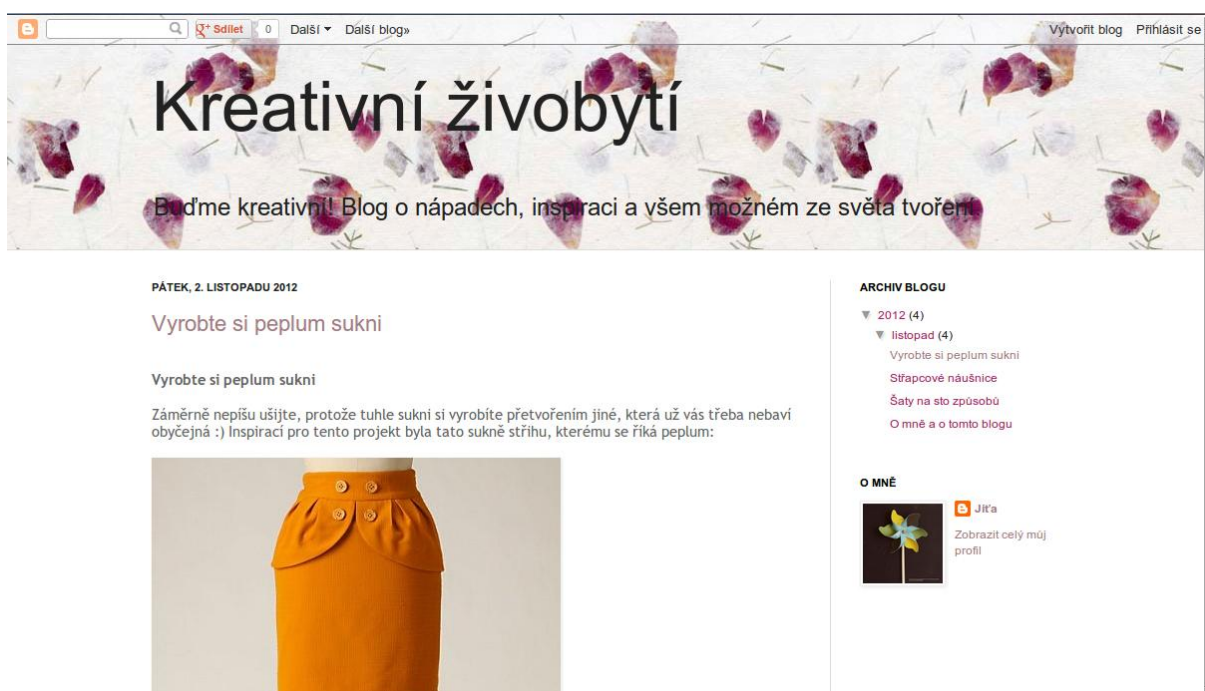 Sdílet 0 Další Další blog» Vytvořit blog Přihlásit se
Kreativní živobytí
Buďme kreativní! Blog o nápadech, inspiraci a všem možném ze světa tvoření.
PÁTEK, 2. LISTOPADU 2012
Vyrobte si peplum sukni
Vyrobte si peplum sukni
Záměrně nepíšu ušijte, protože tuhle sukni si vyrobíte přetvořením jiné, která už vás třeba nebaví
obyčejná :) Inspirací pro tento projekt byla tato sukně střihu, kterému se říká peplum:
ARCHIV BLOGU
▼ 2012 (4)
▼ listopad (4)
Vyrobte si peplum sukni
Střapcové náušnice
Šaty na sto způsobů
O mně a o tomto blogu
O MNĚ
Jiťa
Zobrazit celý můj
profil